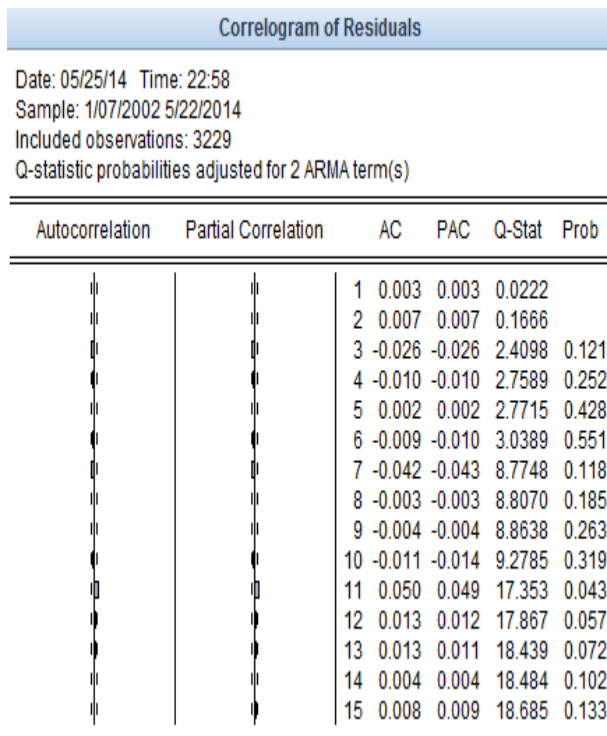 Correlogram of Residuals
Date: 05/25/14 Time: 22:58
Sample: 1/07/2002 5/22/2014
Included observations: 3229
Q-statistic probabilities adjusted for 2 ARMA term(s)
Autocorrelation Partial Correlation AC PAC Q-Stat Prob
1 0.003 0.003 0.0222
2 0.007 0.007 0.1666
3 -0.026 -0.026 2.4098 0.121
4 -0.010 -0.010 2.7589 0.252
5 0.002 0.002 2.7715 0.428
6 -0.009 -0.010 3.0389 0.551
7 -0.042 -0.043 8.7748 0.118
8 -0.003 -0.003 8.8070 0.185
9 -0.004 -0.004 8.8638 0.263
10 -0.011 -0.014 9.2785 0.319
11 0.050 0.049 17.353 0.043
12 0.013 0.012 17.867 0.057
13 0.013 0.011 18.439 0.072
14 0.004 0.004 18.484 0.102
15 0.008 0.009 18.685 0.133